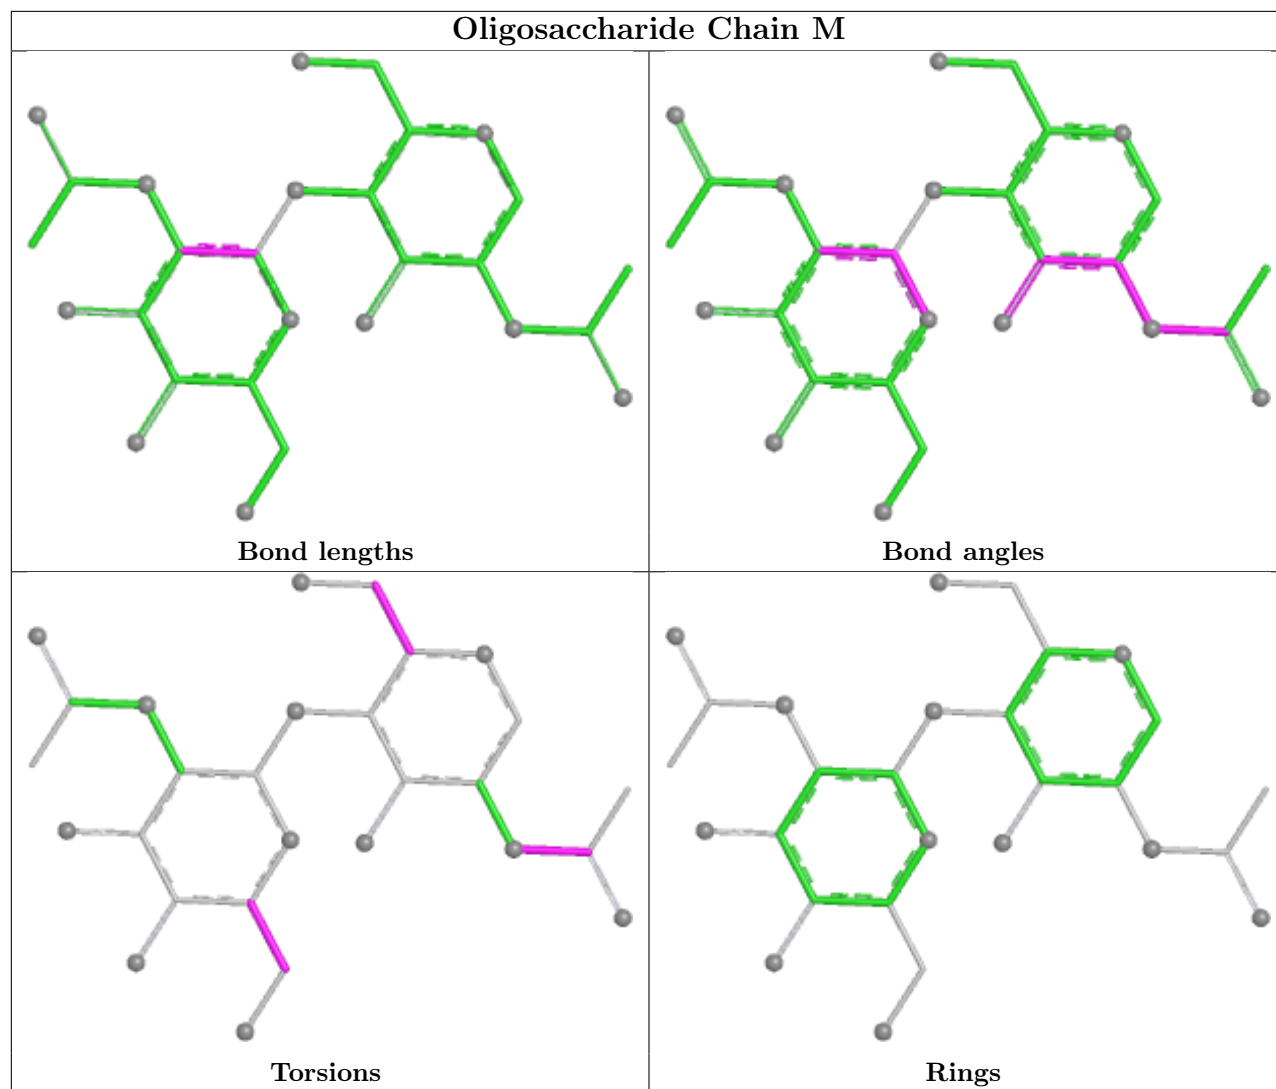 Oligosaccharide Chain M
Bond lengths
Bond angles
Torsions
Rings